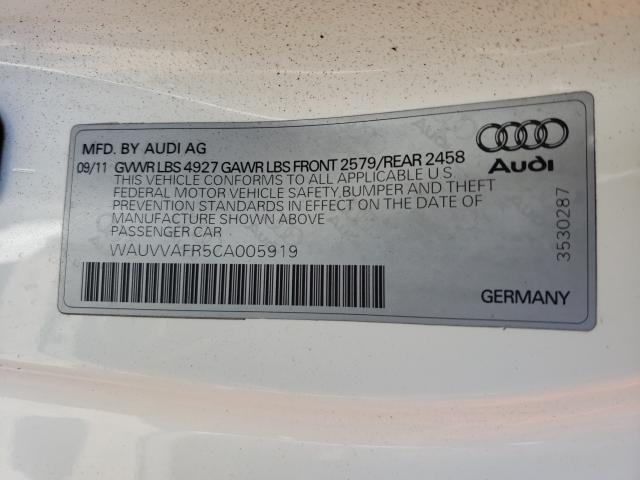 MFD. BY AUDI AG
09/11 GVWR LBS 4927 GAWR LBS FRONT 2579/REAR 2458
THIS VEHICLE CONFORMS TO ALL APPLICABLE U S
FEDERAL MOTOR VEHICLE SAFETY, BUMPER AND THEFT
PREVENTION STANDARDS IN EFFECT ON THE DATE OF
MANUFACTURE SHOWN ABOVE
PASSENGER CAR
WAUVVAFR5CA005919
Audi
3530287
GERMANY